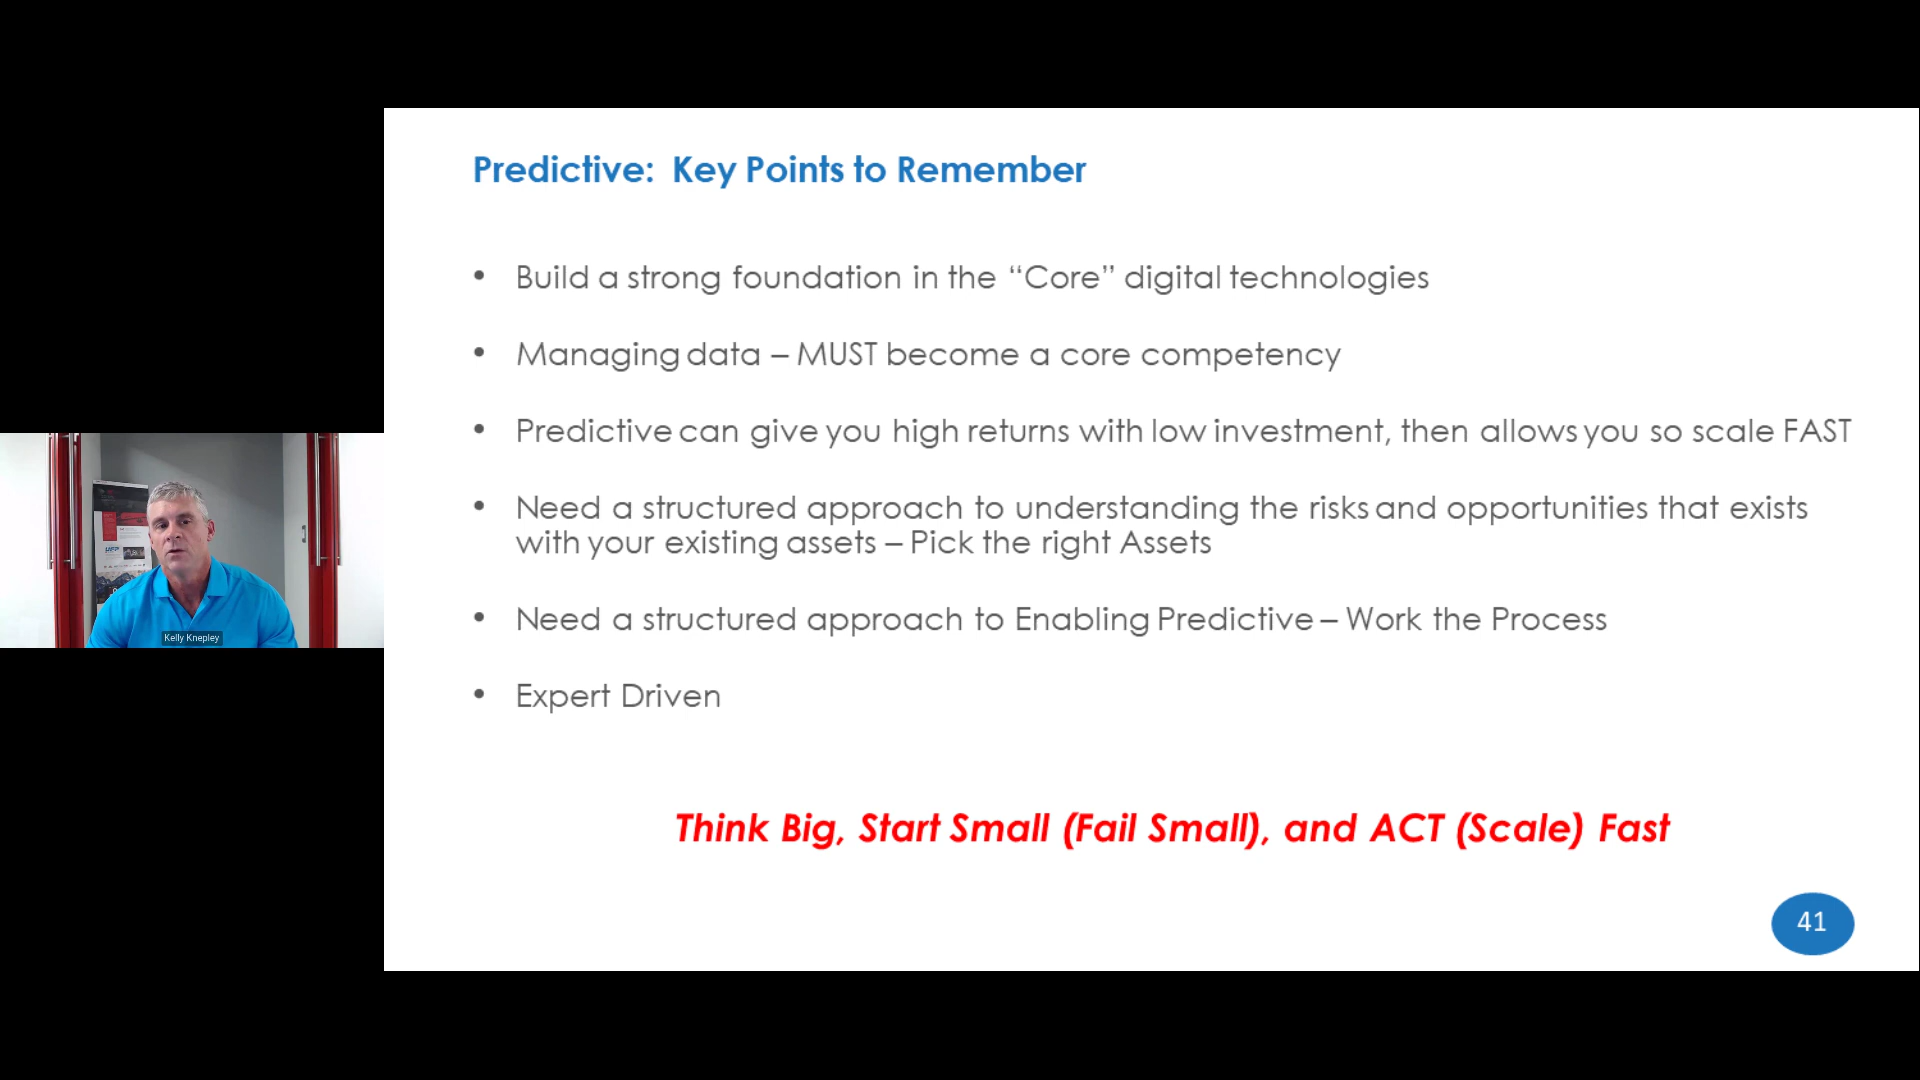 Predictive: Key Points to Remember
• Build a strong foundation in the “Core” digital technologies
• Managing data – MUST become a core competency
• Predictive can give you high returns with low investment, then allows you so scale FAST
• Need a structured approach to understanding the risks and opportunities that exists
with your existing assets – Pick the right Assets
• Need a structured approach to Enabling Predictive – Work the Process
• Expert Driven
Think Big, Start Small (Fail Small), and ACT (Scale) Fast
41
Kelly Knepley